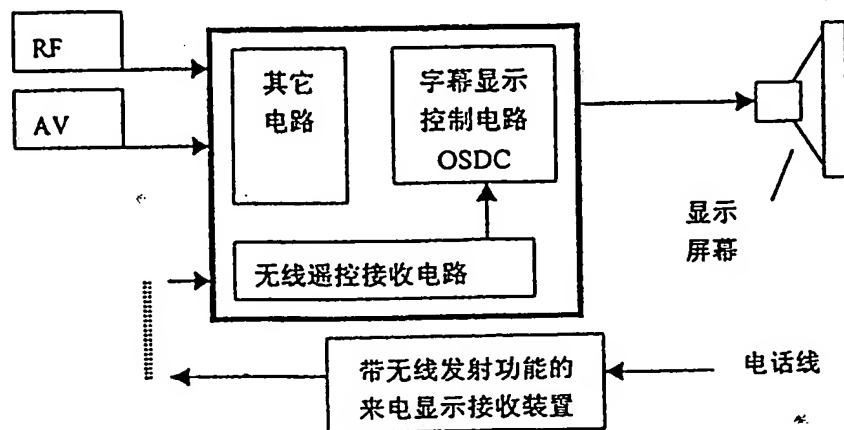 RF
AV
其它
电路
字幕显示
控制电路
OSDC
显示
屏幕
无线遥控接收电路
带无线发射功能的
来电显示接收装置
电话线